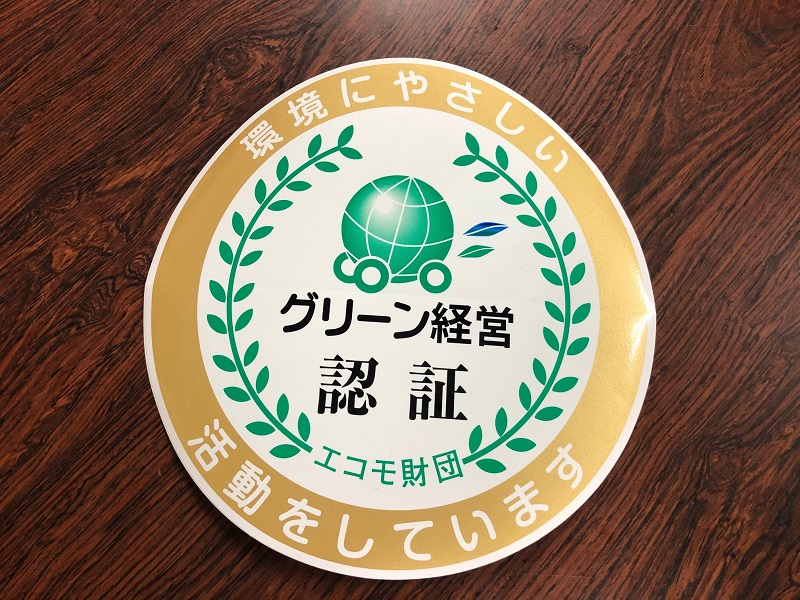 環境にやさしい
グリーン経営
認証
エコモ財団
活動をしています